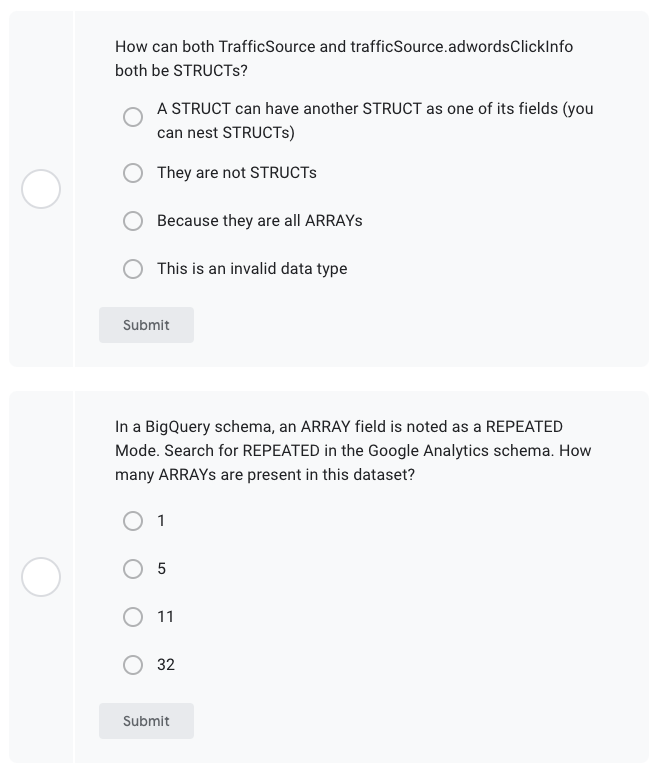 How can both TrafficSource and trafficSource.adwordsClickInfo
both be STRUCTs?
A STRUCT can have another STRUCT as one of its fields (you
can nest STRUCTs)
They are not STRUCTs
Because they are all ARRAYs
This is an invalid data type
Submit
In a BigQuery schema, an ARRAY field is noted as a REPEATED
Mode. Search for REPEATED in the Google Analytics schema. How
many ARRAYs are present in this dataset?
1
5
11
32
Submit